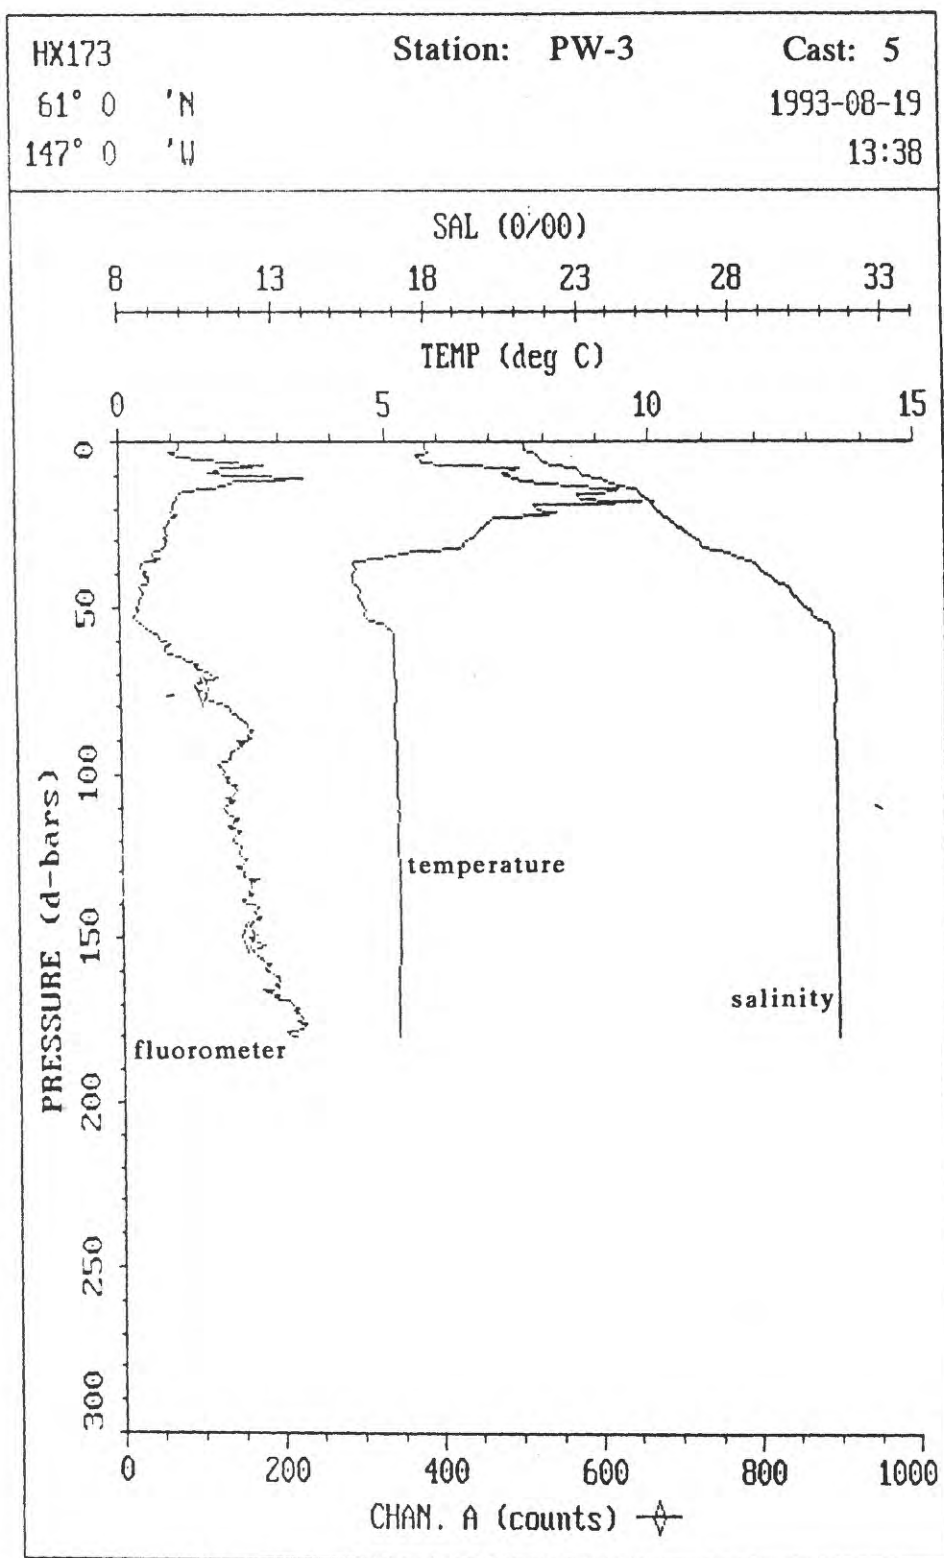 HX173 Station: PW-3 Cast: 5
61° 0 'N 1993-08-19
147° 0 'W 13:38
SAL (0/00)
8 13 18 23 28 33
TEMP (deg C)
0 5 10 15
0
50
100
150
200
250
300
PRESSURE (d-bars)
temperature
salinity
fluorometer
0 200 400 600 800 1000
CHAN. A (counts)